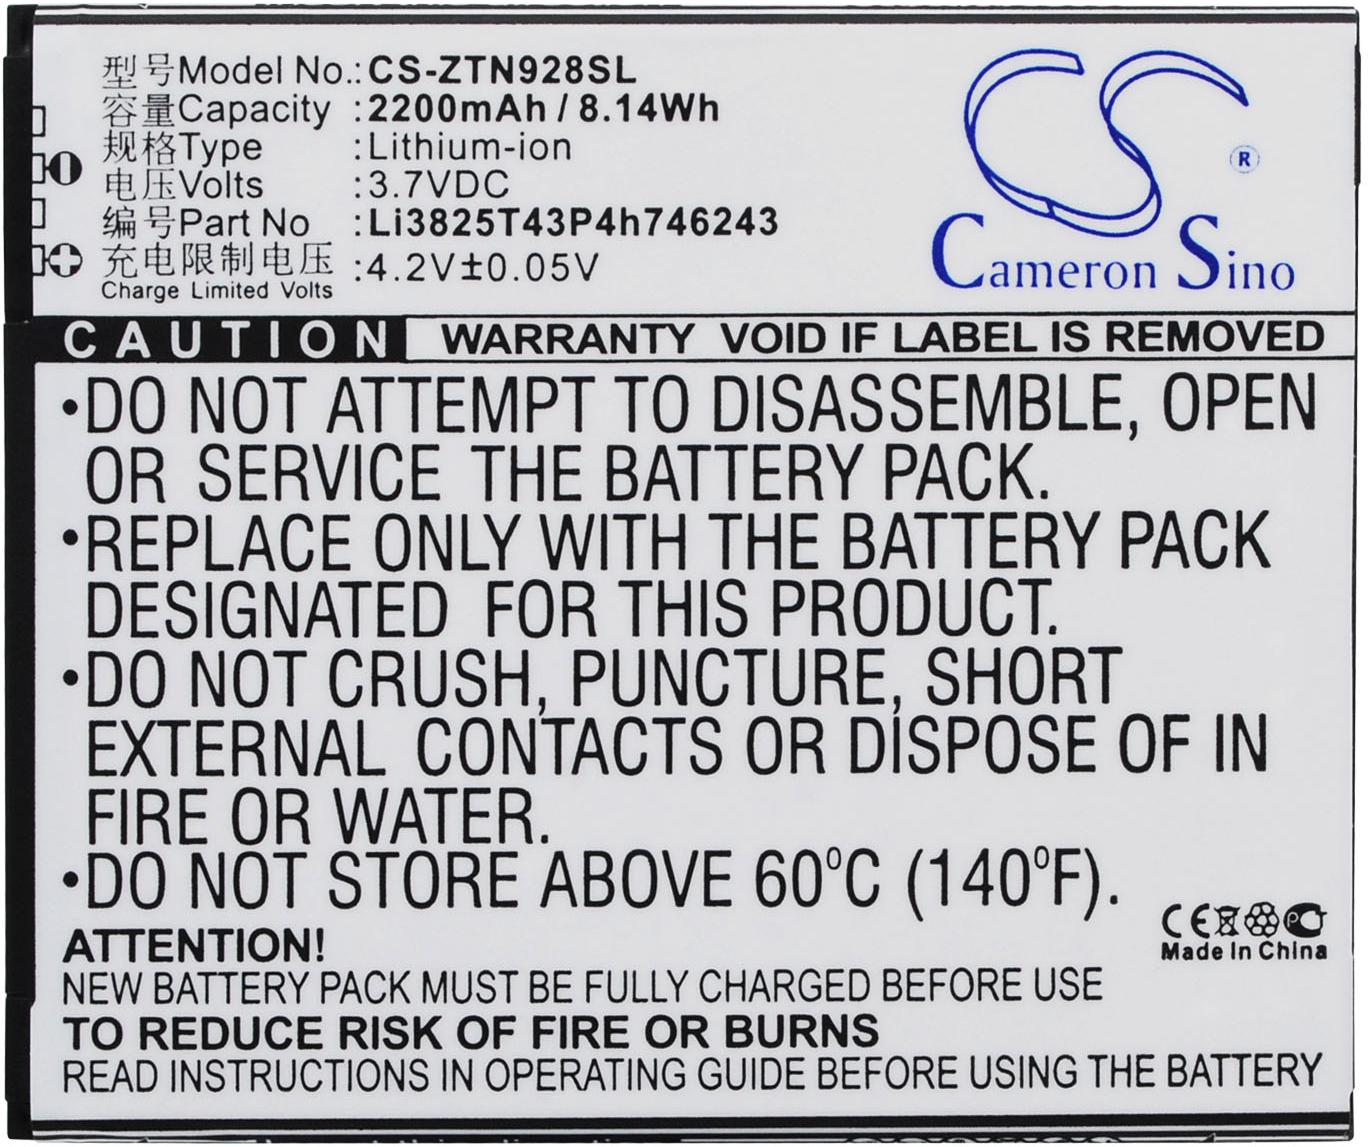 型号Model No.:CS-ZTN928SL
容量Capacity :2200mAh / 8.14Wh
规格Type :Lithium-ion
电压Volts :3.7VDC
编号Part No :Li3825T43P4h746243
充电限制电压 :4.2V±0.05V
Charge Limited Volts
CS ®
Cameron Sino
CAUTION WARRANTY VOID IF LABEL IS REMOVED
•DO NOT ATTEMPT TO DISASSEMBLE, OPEN
OR SERVICE THE BATTERY PACK.
•REPLACE ONLY WITH THE BATTERY PACK
DESIGNATED FOR THIS PRODUCT.
•DO NOT CRUSH, PUNCTURE, SHORT
EXTERNAL CONTACTS OR DISPOSE OF IN
FIRE OR WATER.
•DO NOT STORE ABOVE 60°C (140°F).
CE
Made In China
ATTENTION!
NEW BATTERY PACK MUST BE FULLY CHARGED BEFORE USE
TO REDUCE RISK OF FIRE OR BURNS
READ INSTRUCTIONS IN OPERATING GUIDE BEFORE USING THE BATTERY